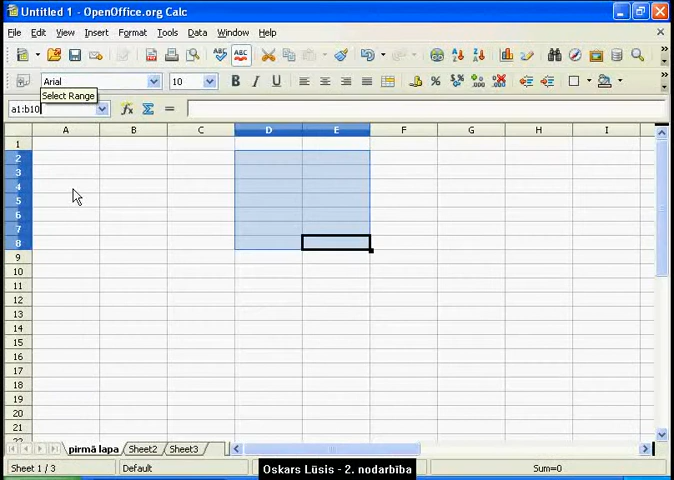 Untitled 1 - OpenOffice.org Calc
File Edit View Insert Format Tools Data Window Help
Arial 10
Select Range
a1:b10
A B C D E F G H I
1
2
3
4
5
6
7
8
9
10
11
12
13
14
15
16
17
18
19
20
21
pirmā lapa Sheet2 Sheet3
Sheet 1 / 3 Default Oskars Lūsis - 2. nodarbība Sum=0